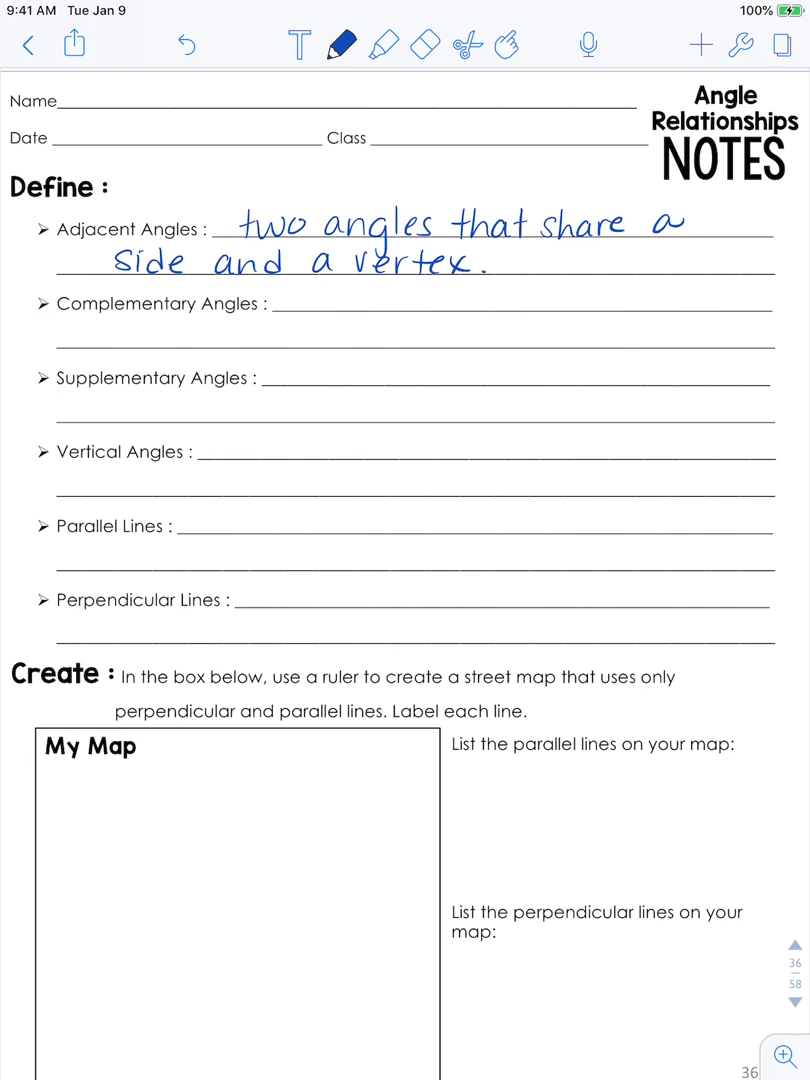 9:41 AM Tue Jan 9
100%
T
Name
Angle
Relationships
NOTES
Date Class
Define :
Adjacent Angles : two angles that share a
side and a vertex.
Complementary Angles :
Supplementary Angles :
Vertical Angles :
Parallel Lines :
Perpendicular Lines :
Create : In the box below, use a ruler to create a street map that uses only
perpendicular and parallel lines. Label each line.
My Map
List the parallel lines on your map:
List the perpendicular lines on your
map:
36
58
36